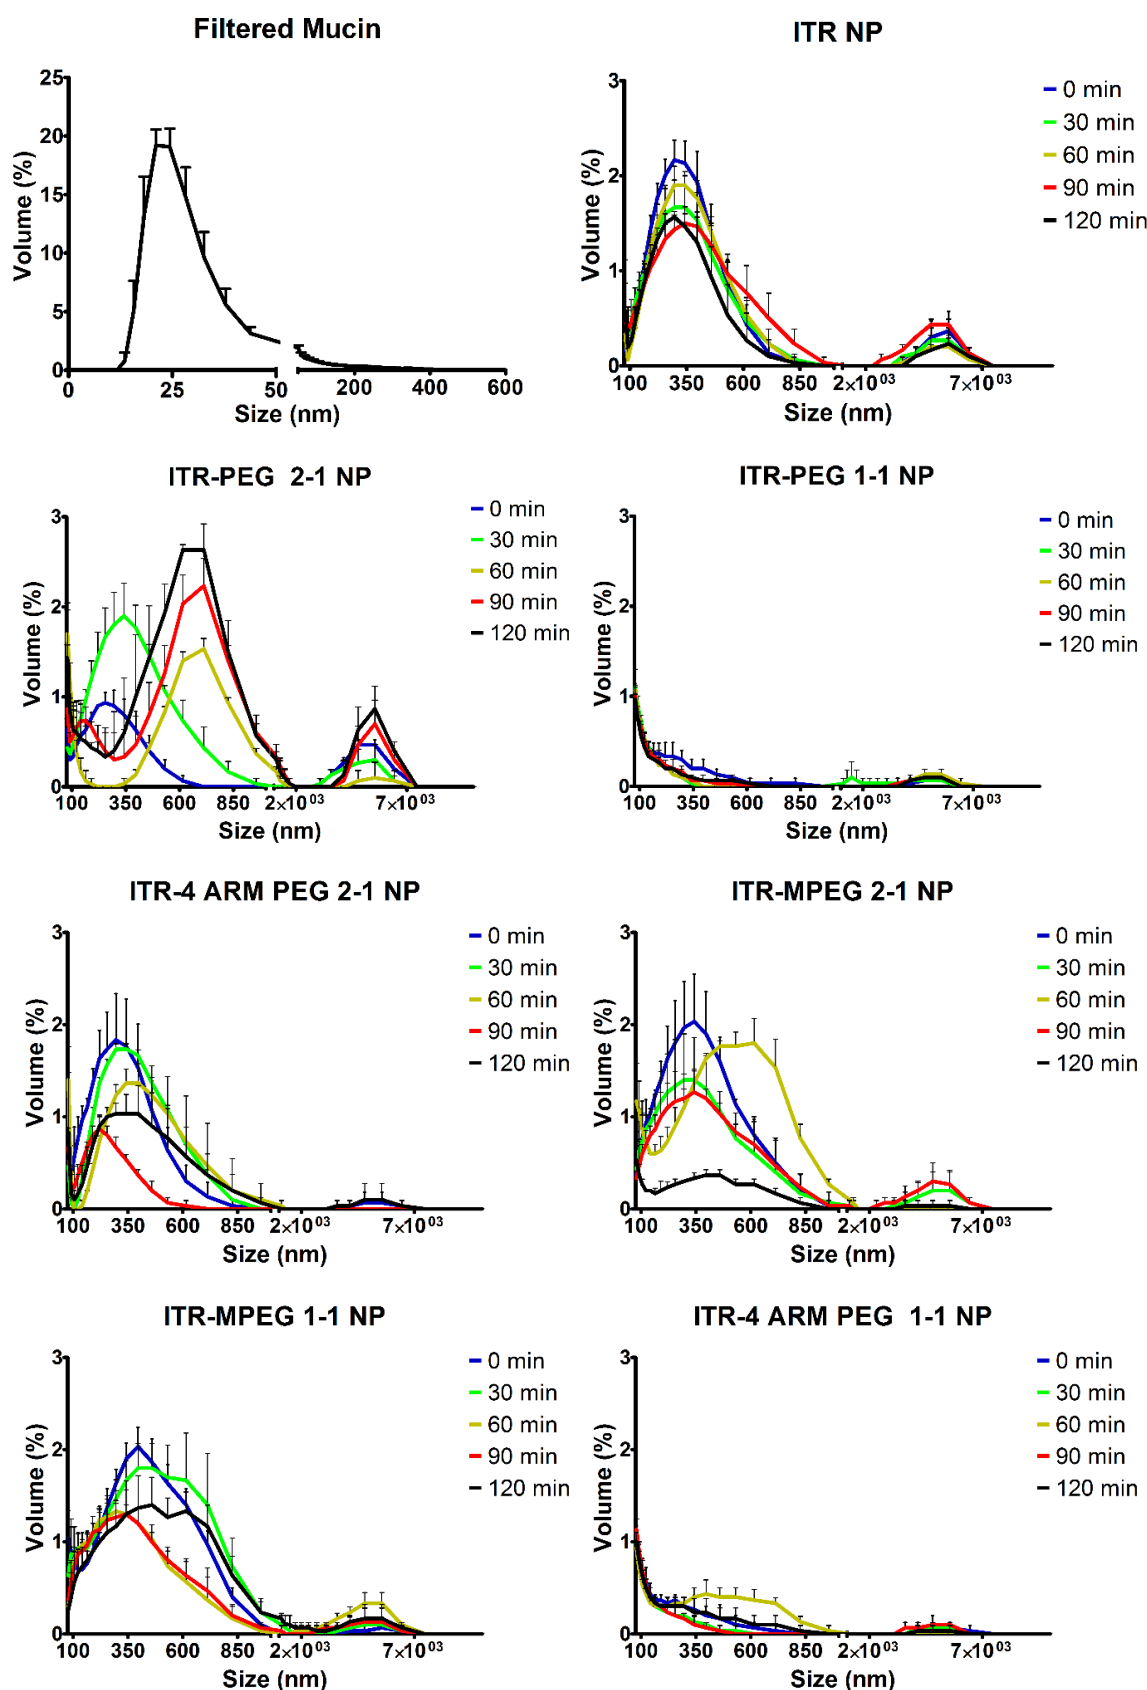 Filtered Mucin
Volume (%)
25
20
15
10
5
0
0 25 50 200 400 600
Size (nm)
ITR NP
Volume (%)
3
2
1
0
100 350 600 850 2×10⁰³ 7×10⁰³
Size (nm)
0 min
30 min
60 min
90 min
120 min
ITR-PEG 2-1 NP
Volume (%)
3
2
1
0
100 350 600 850 2×10⁰³ 7×10⁰³
Size (nm)
0 min
30 min
60 min
90 min
120 min
ITR-PEG 1-1 NP
Volume (%)
3
2
1
0
100 350 600 850 2×10⁰³ 7×10⁰³
Size (nm)
0 min
30 min
60 min
90 min
120 min
ITR-4 ARM PEG 2-1 NP
Volume (%)
3
2
1
0
100 350 600 850 2×10⁰³ 7×10⁰³
Size (nm)
0 min
30 min
60 min
90 min
120 min
ITR-MPEG 2-1 NP
Volume (%)
3
2
1
0
100 350 600 850 2×10⁰³ 7×10⁰³
Size (nm)
0 min
30 min
60 min
90 min
120 min
ITR-MPEG 1-1 NP
Volume (%)
3
2
1
0
100 350 600 850 2×10⁰³ 7×10⁰³
Size (nm)
0 min
30 min
60 min
90 min
120 min
ITR-4 ARM PEG 1-1 NP
Volume (%)
3
2
1
0
100 350 600 850 2×10⁰³ 7×10⁰³
Size (nm)
0 min
30 min
60 min
90 min
120 min